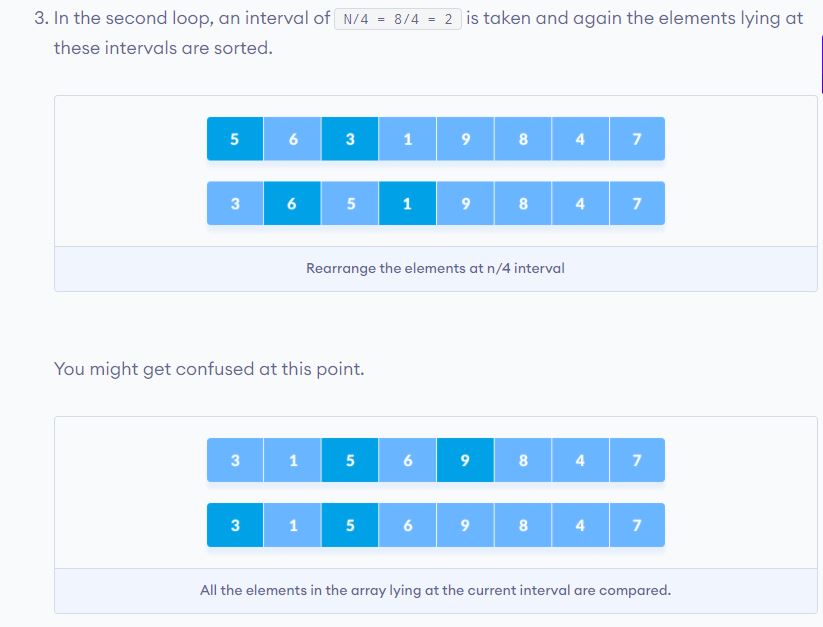 3. In the second loop, an interval of N/4 = 8/4 = 2 is taken and again the elements lying at
these intervals are sorted.
5 6 3 1 9 8 4 7
3 6 5 1 9 8 4 7
Rearrange the elements at n/4 interval
You might get confused at this point.
3 1 5 6 9 8 4 7
3 1 5 6 9 8 4 7
All the elements in the array lying at the current interval are compared.